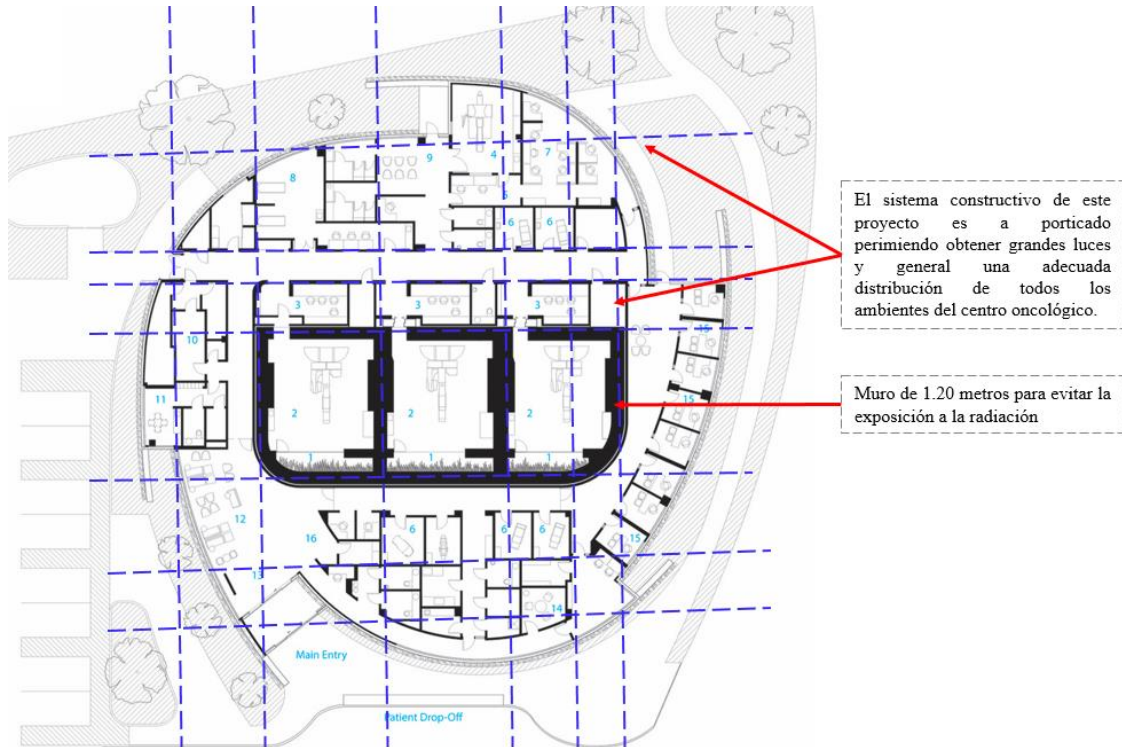 9
4
7
8
5
6
6
El sistema constructivo de este
proyecto es a porticado
perimiendo obtener grandes luces
y general una adecuada
distribución de todos los
ambientes del centro oncológico.
3
3
3
15
10
11
15
Muro de 1.20 metros para evitar la
exposición a la radiación
2
2
2
1
1
1
12
16
6
6
6
15
13
14
Main Entry
Patient Drop-Off